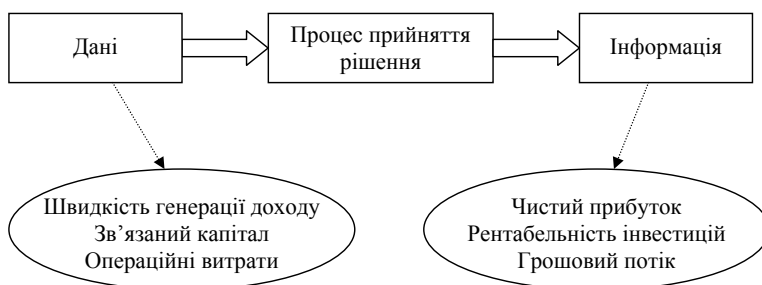 Дані
Процес прийняття
рішення
Інформація
Швидкість генерації доходу
Зв’язаний капітал
Операційні витрати
Чистий прибуток
Рентабельність інвестицій
Грошовий потік